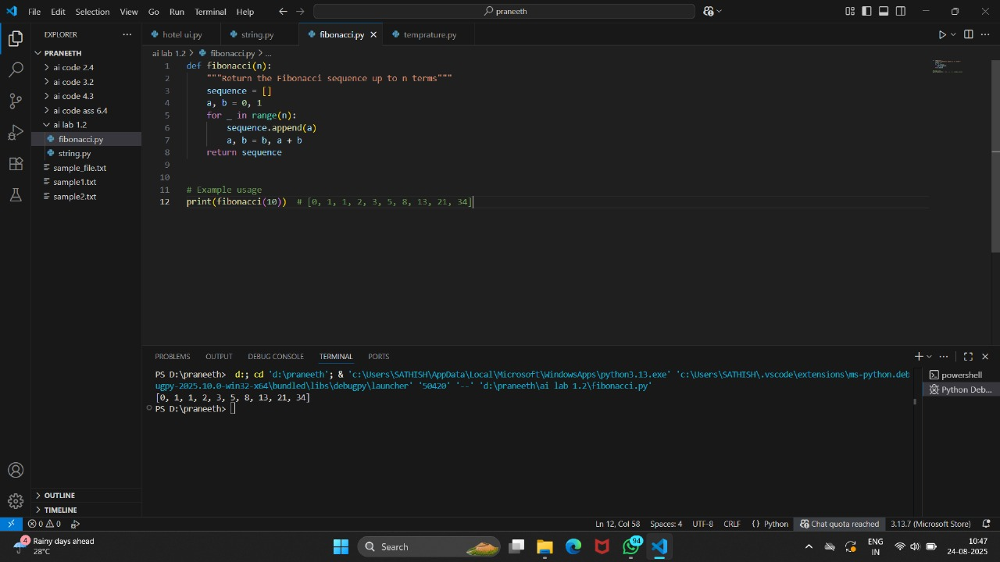 File Edit Selection View Go Run Terminal Help
praneeth
EXPLORER
PRANEETH
ai code 2.4
ai code 3.2
ai code 4.3
ai code ass 6.4
ai lab 1.2
fibonacci.py
string.py
sample_file.txt
sample1.txt
sample2.txt
OUTLINE
TIMELINE
hotel ui.py string.py fibonacci.py temprature.py
ai lab 1.2 > fibonacci.py > ...
1 def fibonacci(n):
2 """Return the Fibonacci sequence up to n terms"""
3 sequence = []
4 a, b = 0, 1
5 for _ in range(n):
6 sequence.append(a)
7 a, b = b, a + b
8 return sequence
9
10
11 # Example usage
12 print(fibonacci(10)) # [0, 1, 1, 2, 3, 5, 8, 13, 21, 34]
PROBLEMS OUTPUT DEBUG CONSOLE TERMINAL PORTS
PS D:\praneeth> d:; cd 'd:\praneeth'; & 'c:\Users\SATHISH\AppData\Local\Microsoft\WindowsApps\python3.13.exe' 'c:\Users\SATHISH\.vscode\extensions\ms-python.deb
ugpy-2025.10.0-win32-x64\bundled\libs\debugpy\launcher' '50420' '--' 'd:\praneeth\ai lab 1.2\fibonacci.py'
[0, 1, 1, 2, 3, 5, 8, 13, 21, 34]
PS D:\praneeth>
powershell
Python Deb...
0 0
Ln 12, Col 58 Spaces: 4 UTF-8 CRLF {} Python Chat quota reached 3.13.7 (Microsoft Store)
4
Rainy days ahead
28°C
Search
94
ENG
IN
10:47
24-08-2025